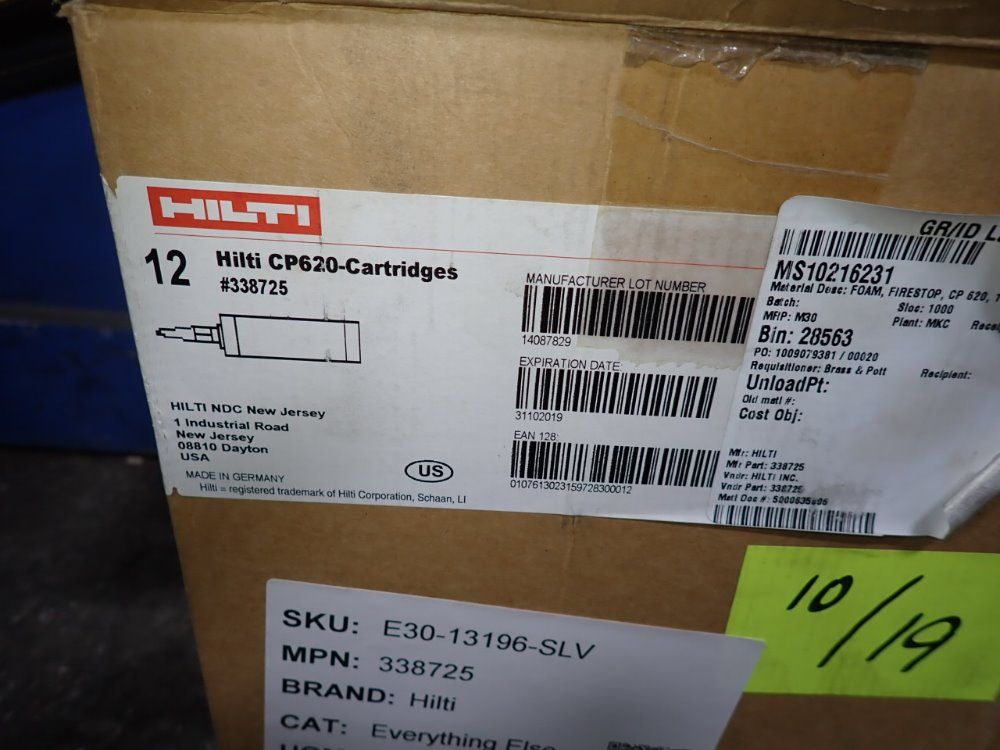 HILTI
12 Hilti CP620-Cartridges
#338725
MANUFACTURER LOT NUMBER
14087829
EXPIRATION DATE:
31102019
EAN 128:
0107613023159728300012
HILTI NDC New Jersey
1 Industrial Road
New Jersey
08810 Dayton
USA
MADE IN GERMANY
Hilti = registered trademark of Hilti Corporation, Schaan, LI
US
GR/ID
MS10216231
Material Desc: FOAM, FIRESTOP, CP 620,
Batch: Sloc: 1000
MRP: M30 Plant: MKC
Bin: 28563
PO: 1009079381 / 00020
Requisitioner: Brass & Pott Recipient:
UnloadPt:
Old matl #:
Cost Obj:
Mfr: HILTI
Mfr Part: 338725
Vndr: HILTI INC.
Vndr Part: 338725
Matl Doc #:
10/19
SKU: E30-13196-SLV
MPN: 338725
BRAND: Hilti
CAT: Everything Else